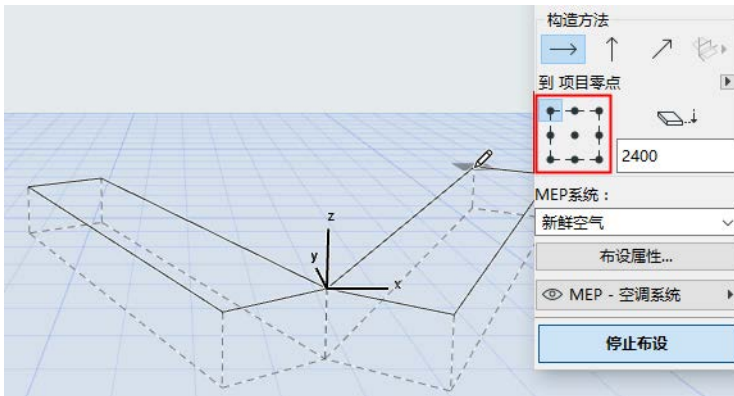 构造方法
到 项目零点
2400
MEP系统：
新鲜空气
布设属性...
MEP - 空调系统
停止布设
z
y
x